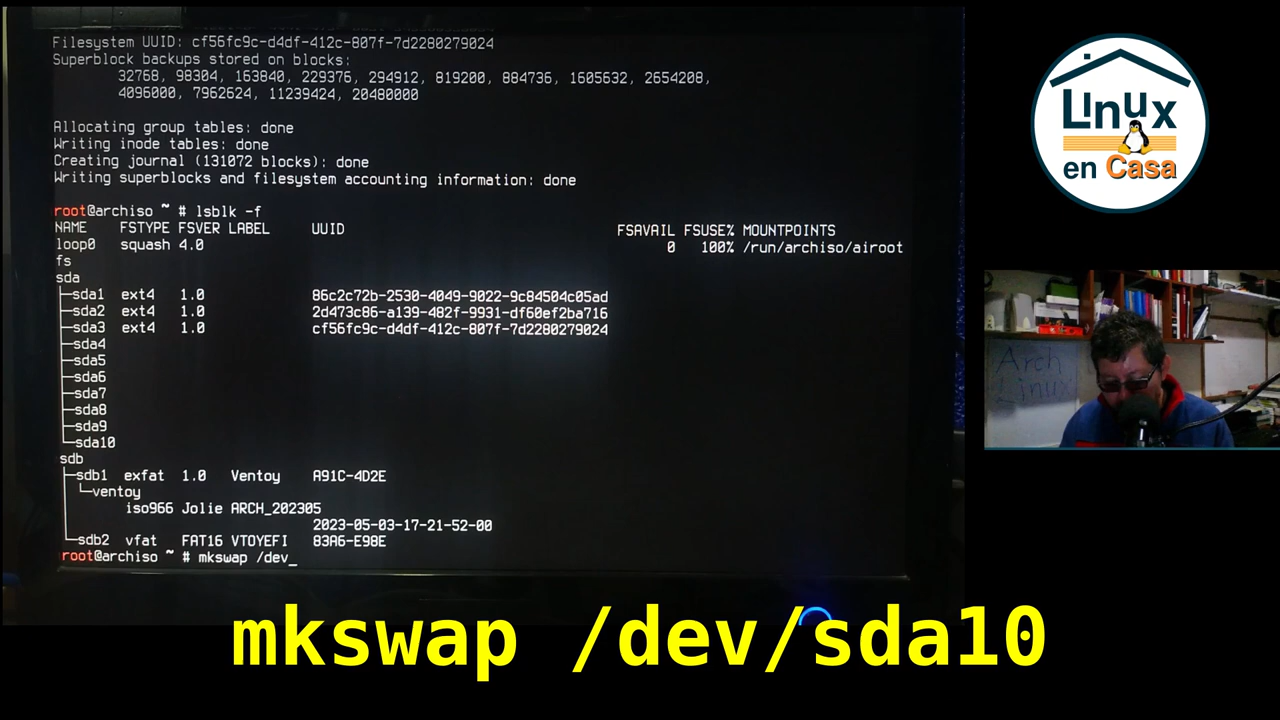 Filesystem UUID: cf56fc9c-d4df-412c-807f-7d2280279024
Superblock backups stored on blocks:
32768, 98304, 163840, 229376, 294912, 819200, 884736, 1605632, 2654208,
4096000, 7962624, 11239424, 20480000
Allocating group tables: done
Writing inode tables: done
Creating journal (131072 blocks): done
Writing superblocks and filesystem accounting information: done
root@archiso ~ # lsblk -f
NAME FSTYPE FSVER LABEL UUID FSAVAIL FSUSE% MOUNTPOINTS
loop0 squash 4.0 0 100% /run/archiso/airoot
fs
sda
├─sda1 ext4 1.0 86c2c72b-2530-4049-9022-9c84504c05ad
├─sda2 ext4 1.0 2d473c86-a139-482f-9931-df60ef2ba716
├─sda3 ext4 1.0 cf56fc9c-d4df-412c-807f-7d2280279024
├─sda4
├─sda5
├─sda6
├─sda7
├─sda8
├─sda9
└─sda10
sdb
├─sdb1 exfat 1.0 Ventoy A91C-4D2E
│ └─ventoy
│ iso966 Jolie ARCH_202305
│ 2023-05-03-17-21-52-00
└─sdb2 vfat FAT16 VTOYEFI 83A6-E98E
root@archiso ~ # mkswap /dev_
mkswap /dev/sda10
Linux
en Casa
Arch
Linux